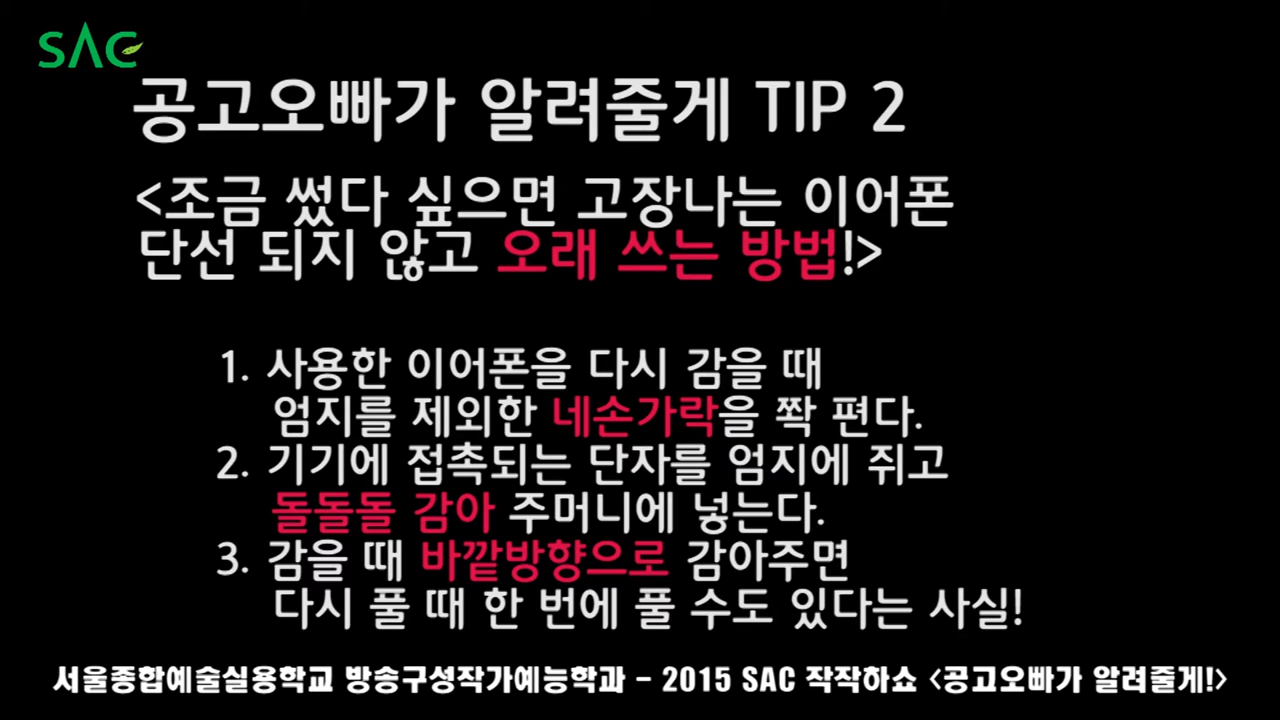 SAC
공고오빠가 알려줄게 TIP 2
<조금 썼다 싶으면 고장나는 이어폰
단선 되지 않고 오래 쓰는 방법!>
1. 사용한 이어폰을 다시 감을 때
엄지를 제외한 네손가락을 쫙 편다.
2. 기기에 접촉되는 단자를 엄지에 쥐고
돌돌돌 감아 주머니에 넣는다.
3. 감을 때 바깥방향으로 감아주면
다시 풀 때 한 번에 풀 수도 있다는 사실!
서울종합예술실용학교 방송구성작가예능학과 - 2015 SAC 작작하쇼 <공고오빠가 알려줄게!>